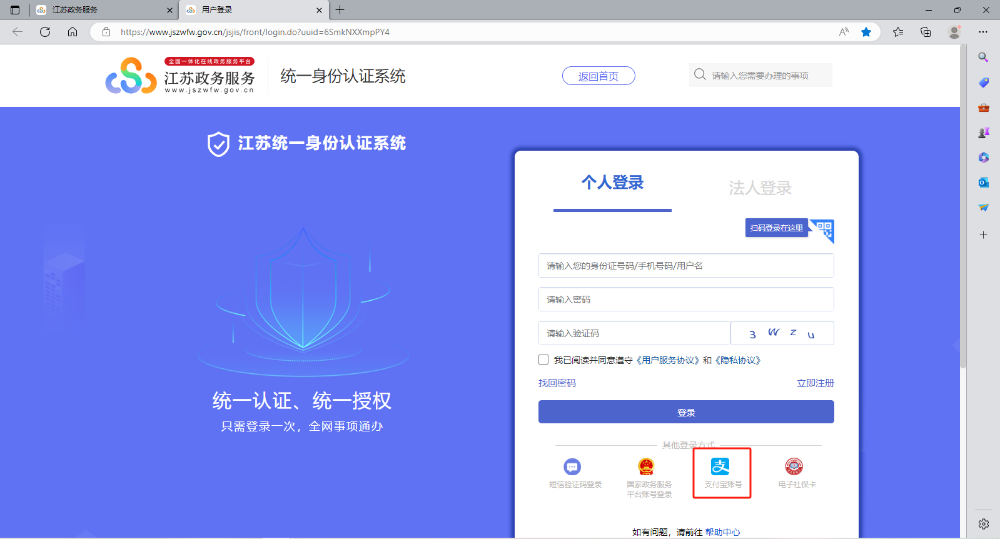 江苏政务服务
用户登录
https://www.jszwfw.gov.cn/jsjis/front/login.do?uuid=6SmkNXXmpPY4
全国一体化在线政务服务平台
江苏政务服务
www.jszwfw.gov.cn
统一身份认证系统
返回首页
请输入您需要办理的事项
江苏统一身份认证系统
个人登录
法人登录
扫码登录在这里
请输入您的身份证号码/手机号码/用户名
请输入密码
请输入验证码
3 W z u
我已阅读并同意遵守《用户服务协议》和《隐私协议》
找回密码
立即注册
登录
统一认证、统一授权
只需登录一次，全网事项通办
其他登录方式
短信验证码登录
国家政务服务
平台账号登录
支
支付宝账号
电子社保卡
如有问题，请前往 帮助中心